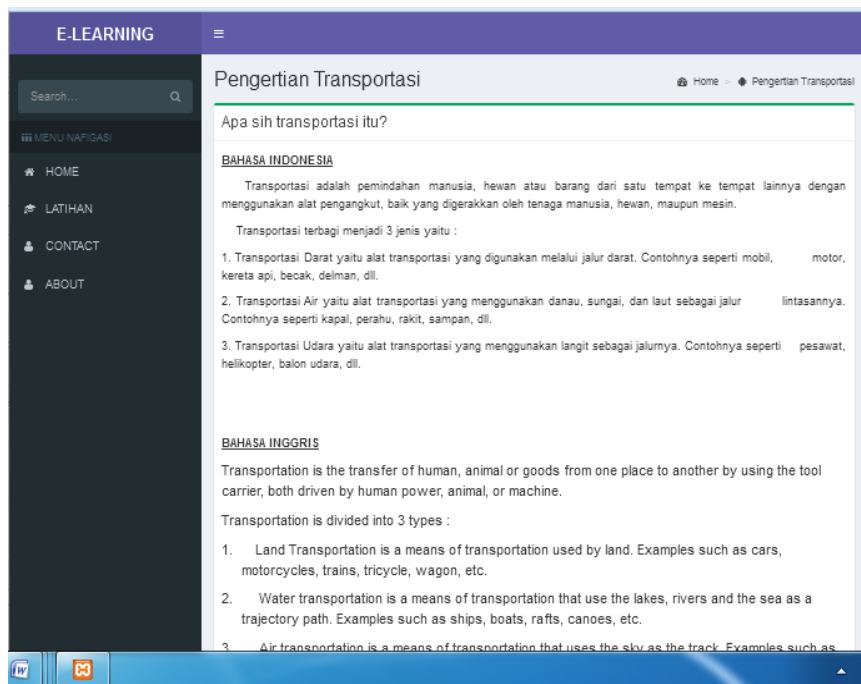 E-LEARNING
Pengertian Transportasi
Home > Pengertian Transportasi
Search...
MENU NAFIGASI
HOME
LATIHAN
CONTACT
ABOUT
Apa sih transportasi itu?
BAHASA INDONESIA
Transportasi adalah pemindahan manusia, hewan atau barang dari satu tempat ke tempat lainnya dengan
menggunakan alat pengangkut, baik yang digerakkan oleh tenaga manusia, hewan, maupun mesin.
Transportasi terbagi menjadi 3 jenis yaitu :
1. Transportasi Darat yaitu alat transportasi yang digunakan melalui jalur darat. Contohnya seperti mobil, motor,
kereta api, becak, delman, dll.
2. Transportasi Air yaitu alat transportasi yang menggunakan danau, sungai, dan laut sebagai jalur lintasannya.
Contohnya seperti kapal, perahu, rakit, sampan, dll.
3. Transportasi Udara yaitu alat transportasi yang menggunakan langit sebagai jalurnya. Contohnya seperti pesawat,
helikopter, balon udara, dll.
BAHASA INGGRIS
Transportation is the transfer of human, animal or goods from one place to another by using the tool
carrier, both driven by human power, animal, or machine.
Transportation is divided into 3 types :
1. Land Transportation is a means of transportation used by land. Examples such as cars,
motorcycles, trains, tricycle, wagon, etc.
2. Water transportation is a means of transportation that use the lakes, rivers and the sea as a
trajectory path. Examples such as ships, boats, rafts, canoes, etc.
3. Air transportation is a means of transportation that uses the sky as the track. Examples such as